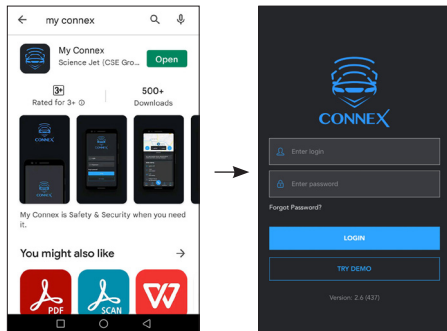 my connex
My Connex
Science Jet (CSE Gro...
Open
3+
Rated for 3+
500+
Downloads
My Connex is Safety & Security when you need
it.
You might also like
PDF
SCAN
CONNEX
Enter login
Enter password
Forgot Password?
LOGIN
TRY DEMO
Version: 2.6 (437)